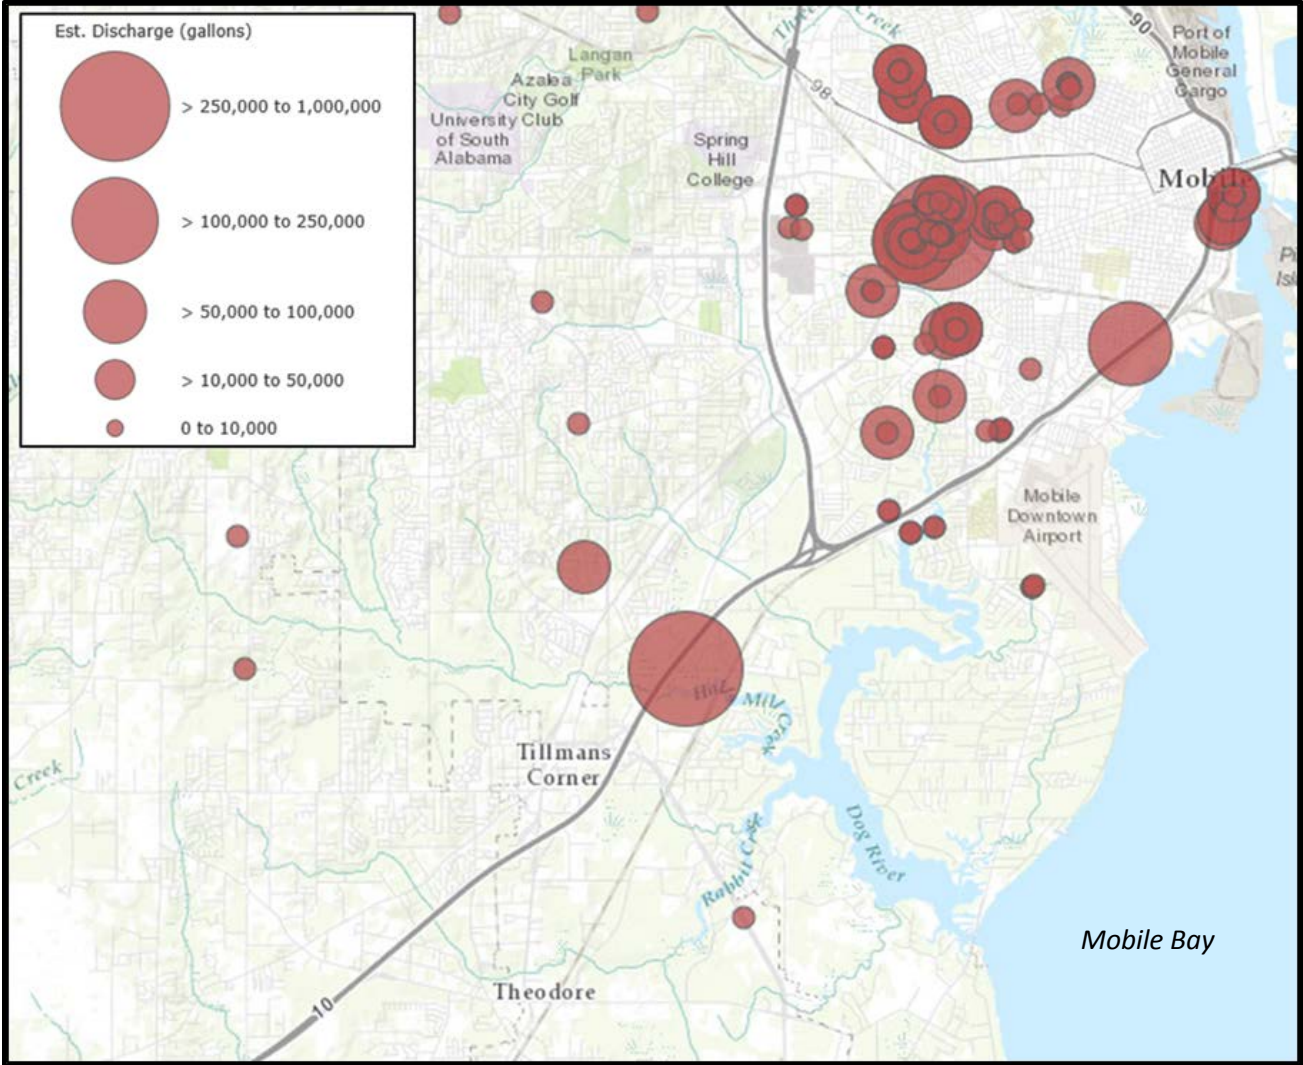 Est. Discharge (gallons)
> 250,000 to 1,000,000
> 100,000 to 250,000
> 50,000 to 100,000
> 10,000 to 50,000
0 to 10,000
Creek
90
Port of
Mobile
General
Cargo
Langan
Park
Azalea
City Golf
Club
University
of South
Alabama
98
Spring
Hill
College
Mobile
Mobile
Downtown
Airport
Mill
Creek
Tillmans
Corner
Creek
Dog River
Rabbit Creek
Mobile Bay
Theodore
10